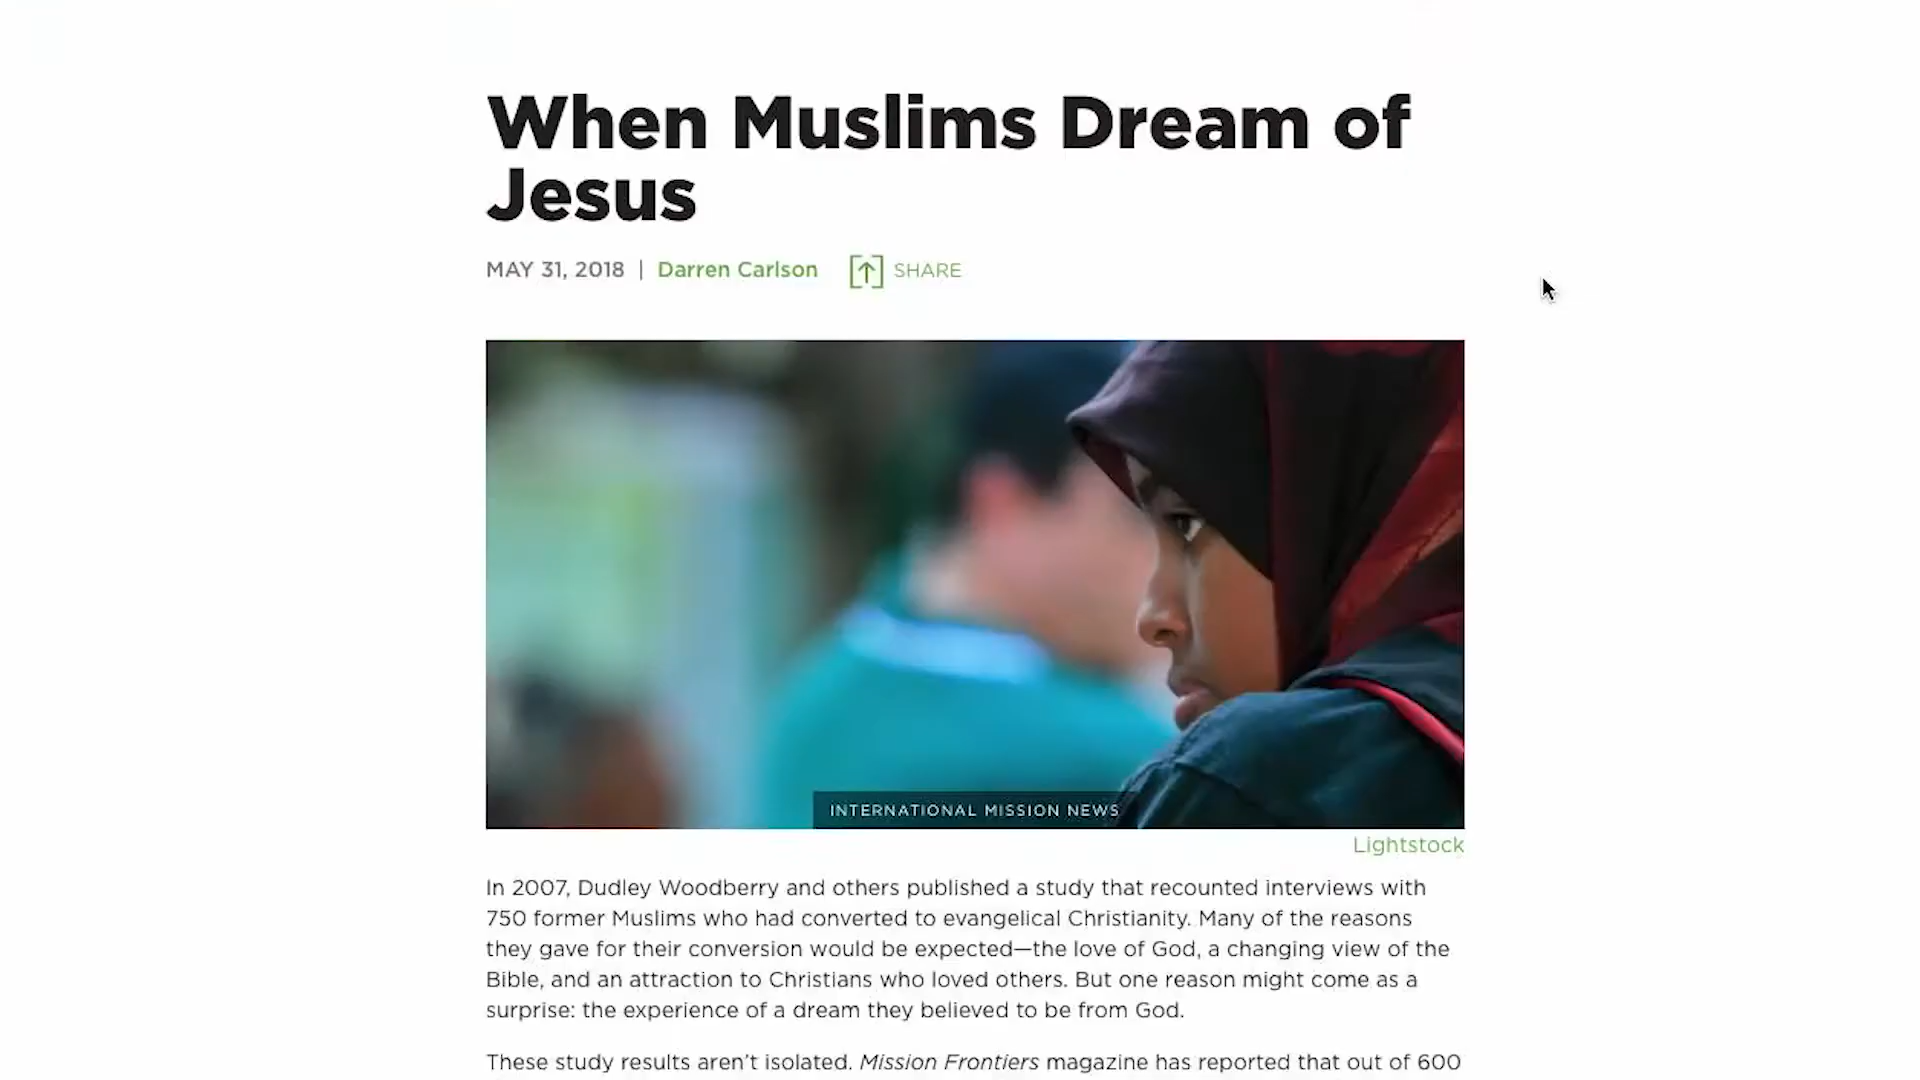 When Muslims Dream of
Jesus
MAY 31, 2018 | Darren Carlson SHARE
INTERNATIONAL MISSION NEWS
Lightstock
In 2007, Dudley Woodberry and others published a study that recounted interviews with
750 former Muslims who had converted to evangelical Christianity. Many of the reasons
they gave for their conversion would be expected—the love of God, a changing view of the
Bible, and an attraction to Christians who loved others. But one reason might come as a
surprise: the experience of a dream they believed to be from God.
These study results aren't isolated. Mission Frontiers magazine has reported that out of 600